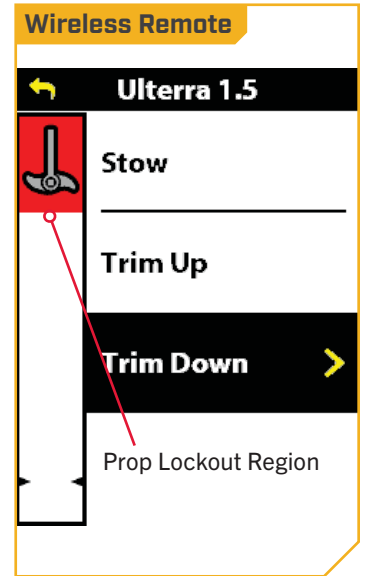 Wireless Remote
Ulterra 1.5
Stow
Trim Up
Trim Down
Prop Lockout Region